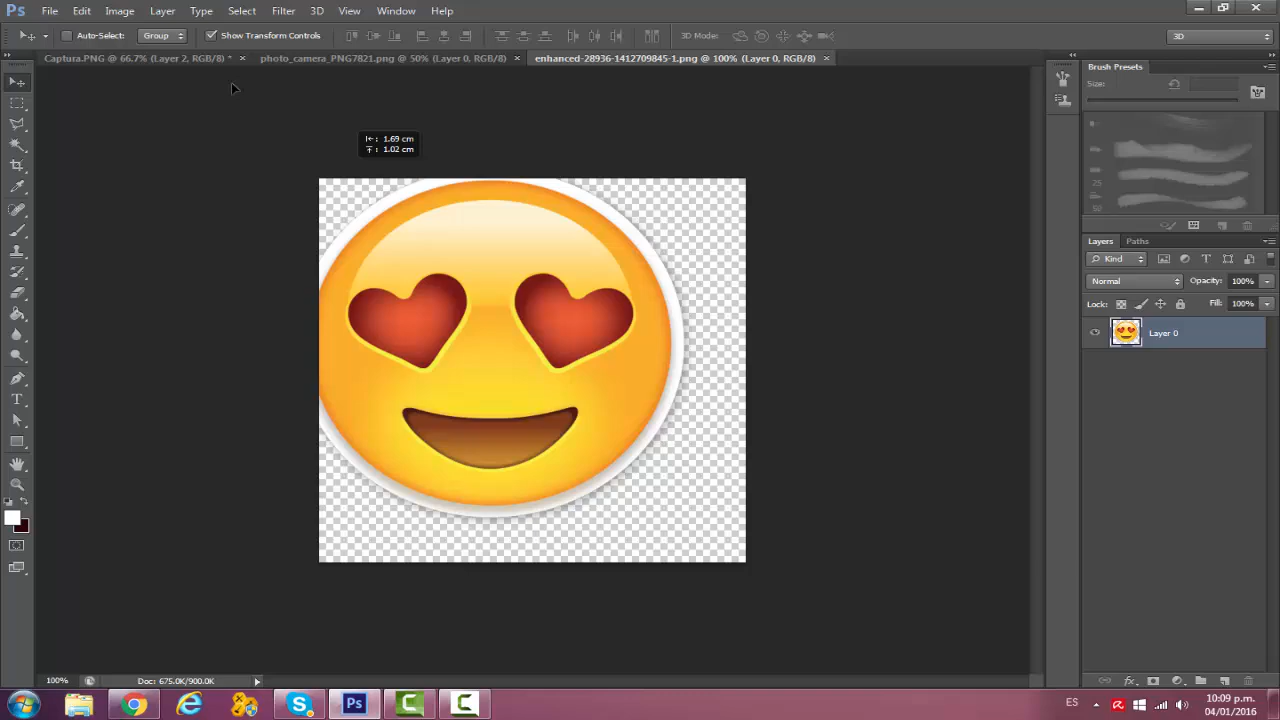 Ps File Edit Image Layer Type Select Filter 3D View Window Help
Auto-Select: Group Show Transform Controls 3D Mode: 3D
Captura.PNG @ 66.7% (Layer 2, RGB/8) * × photo_camera_PNG7821.png @ 50% (Layer 0, RGB/8) × enhanced-28936-1412709845-1.png @ 100% (Layer 0, RGB/8) ×
Brush Presets
Size:
25
50
1.69 cm
1.02 cm
Layers Paths
Kind
Normal Opacity: 100%
Lock: Fill: 100%
Layer 0
100% Doc: 675.0K/900.0K
Ps
ES 10:09 p.m.
04/01/2016